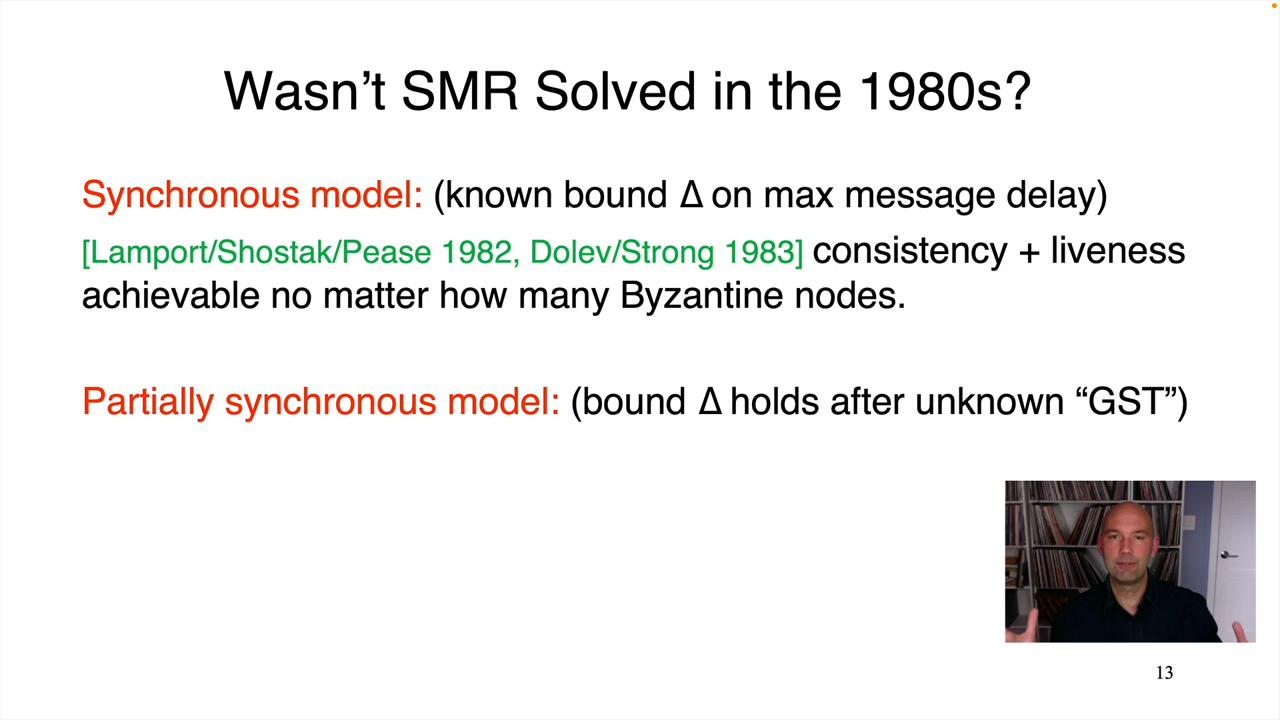 Wasn’t SMR Solved in the 1980s?
Synchronous model: (known bound Δ on max message delay)
[Lamport/Shostak/Pease 1982, Dolev/Strong 1983] consistency + liveness
achievable no matter how many Byzantine nodes.
Partially synchronous model: (bound Δ holds after unknown “GST”)
13